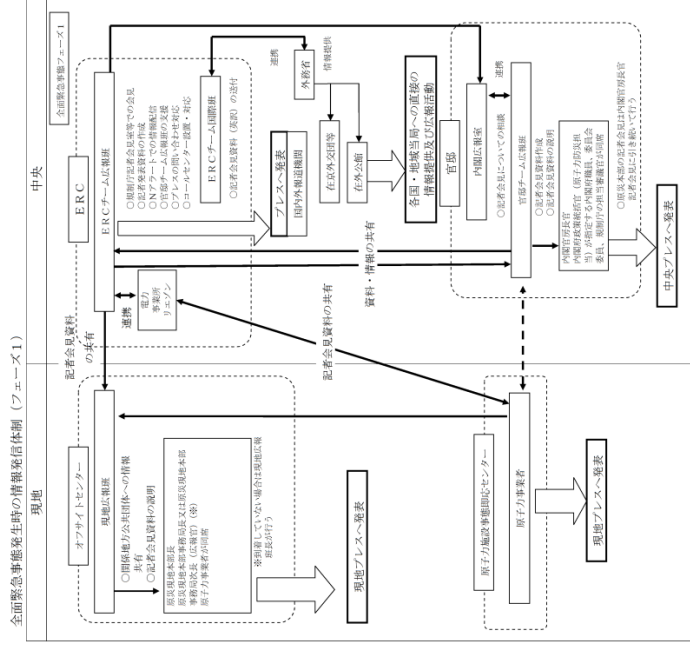 全面緊急事態発生時の情報発信体制（フェーズ1）
現地
中央
全面緊急事態フェーズ1
オフサイトセンター
現地広報班
○関係地方公共団体への情報
共有
○記者会見資料の説明
原災現地本部長
原災現地本部事務局長又は原災現地本部
事務局次長（広報官）（※）
原子力事業者が同席
※到着していない場合は現地広報
班長が行う
現地プレスへ発表
原子力施設事態即応センター
原子力事業者
現地プレスへ発表
記者会見資料
の共有
ERC
ERCチーム広報班
○規制庁記者会見室等での会見
○記者発表資料の作成
○Nアラートでの情報配信
○官邸チーム広報班の支援
○プレスの問い合わせ対応
○コールセンター設置・対応
連携
電力
事業所
リエゾン
ERCチーム国際班
○記者会見資料（英訳）の送付
プレスへ発表
国内外報道機関
記者会見資料の共有
資料・情報の共有
連携
外務省
情報提供
在京外交団等
在外公館
各国・地域当局への直接の
情報提供及び広報活動
官邸
内閣広報室
連携
○記者会見についての相談
官邸チーム広報班
○記者会見資料作成
○記者会見資料の説明
内閣官房長官
内閣府政策統括官（原子力防災担
当）が指定する内閣府職員、委員会
委員、規制庁の担当審議官が同席
○原災本部の記者会見は内閣官房長官
記者会見に引き続いて行う
中央プレスへ発表